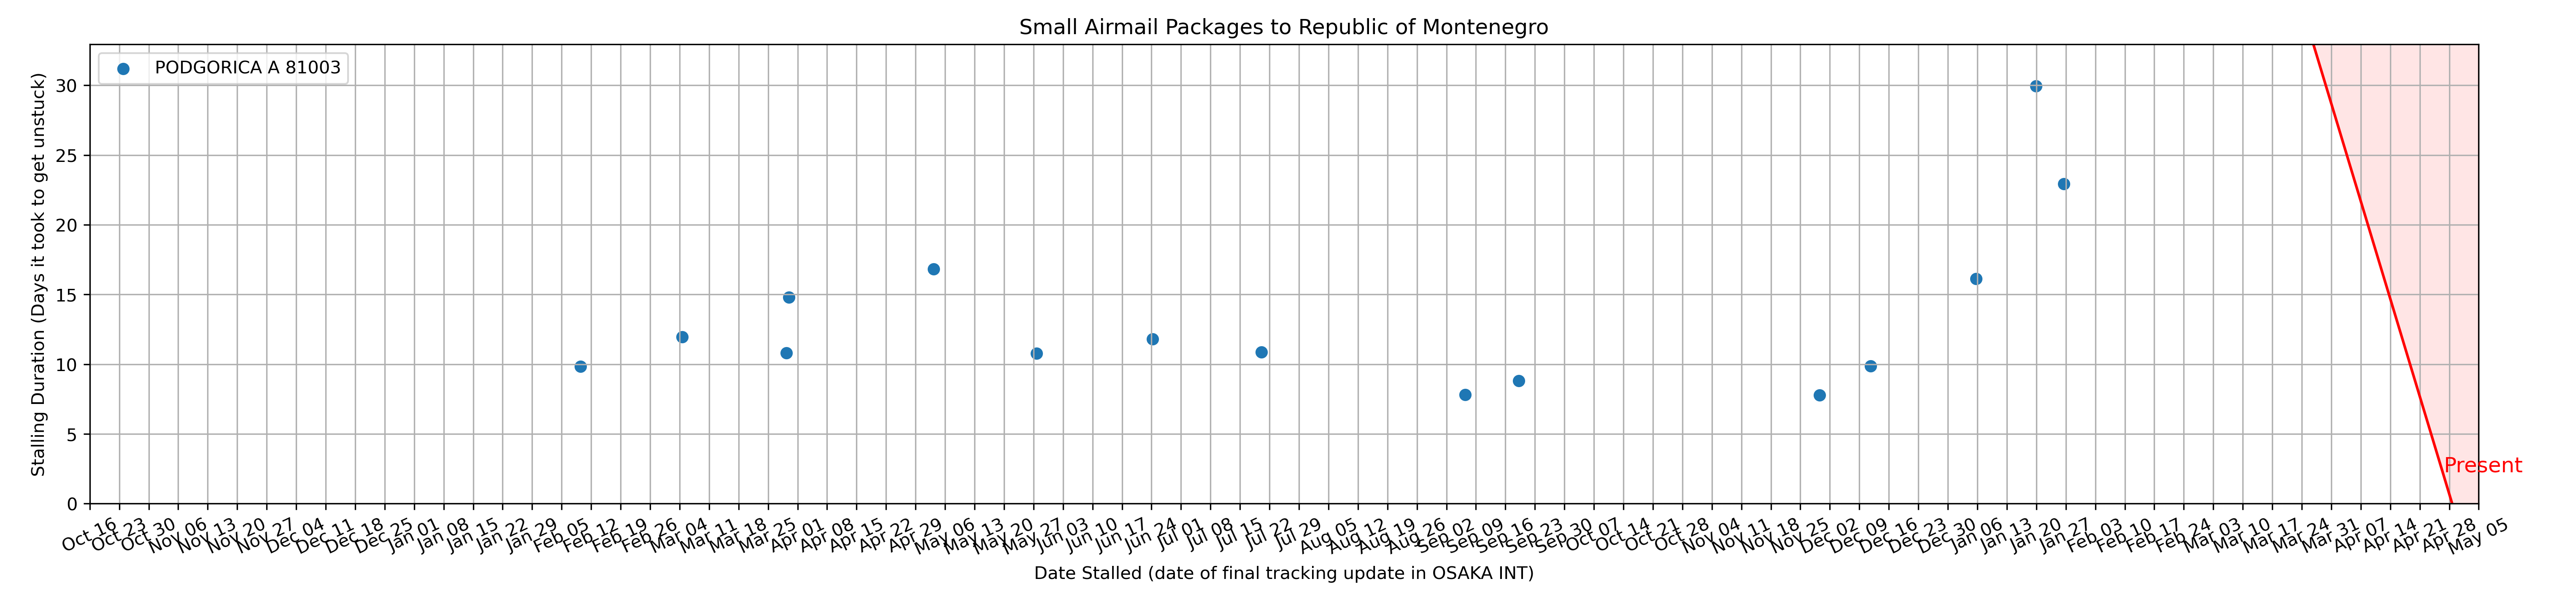 Small Airmail Packages to Republic of Montenegro
PODGORICA A 81003
Stalling Duration (Days it took to get unstuck)
30
25
20
15
10
5
0
Present
Oct 16 Oct 23 Oct 30 Nov 06 Nov 13 Nov 20 Nov 27 Dec 04 Dec 11 Dec 18 Dec 25 Jan 01 Jan 08 Jan 15 Jan 22 Jan 29 Feb 05 Feb 12 Feb 19 Feb 26 Mar 04 Mar 11 Mar 18 Mar 25 Apr 01 Apr 08 Apr 15 Apr 22 Apr 29 May 06 May 13 May 20 May 27 Jun 03 Jun 10 Jun 17 Jun 24 Jul 01 Jul 08 Jul 15 Jul 22 Jul 29 Aug 05 Aug 12 Aug 19 Aug 26 Sep 02 Sep 09 Sep 16 Sep 23 Sep 30 Oct 07 Oct 14 Oct 21 Oct 28 Nov 04 Nov 11 Nov 18 Nov 25 Dec 02 Dec 09 Dec 16 Dec 23 Dec 30 Jan 06 Jan 13 Jan 20 Jan 27 Feb 03 Feb 10 Feb 17 Feb 24 Mar 03 Mar 10 Mar 17 Mar 24 Mar 31 Apr 07 Apr 14 Apr 21 Apr 28 May 05
Date Stalled (date of final tracking update in OSAKA INT)